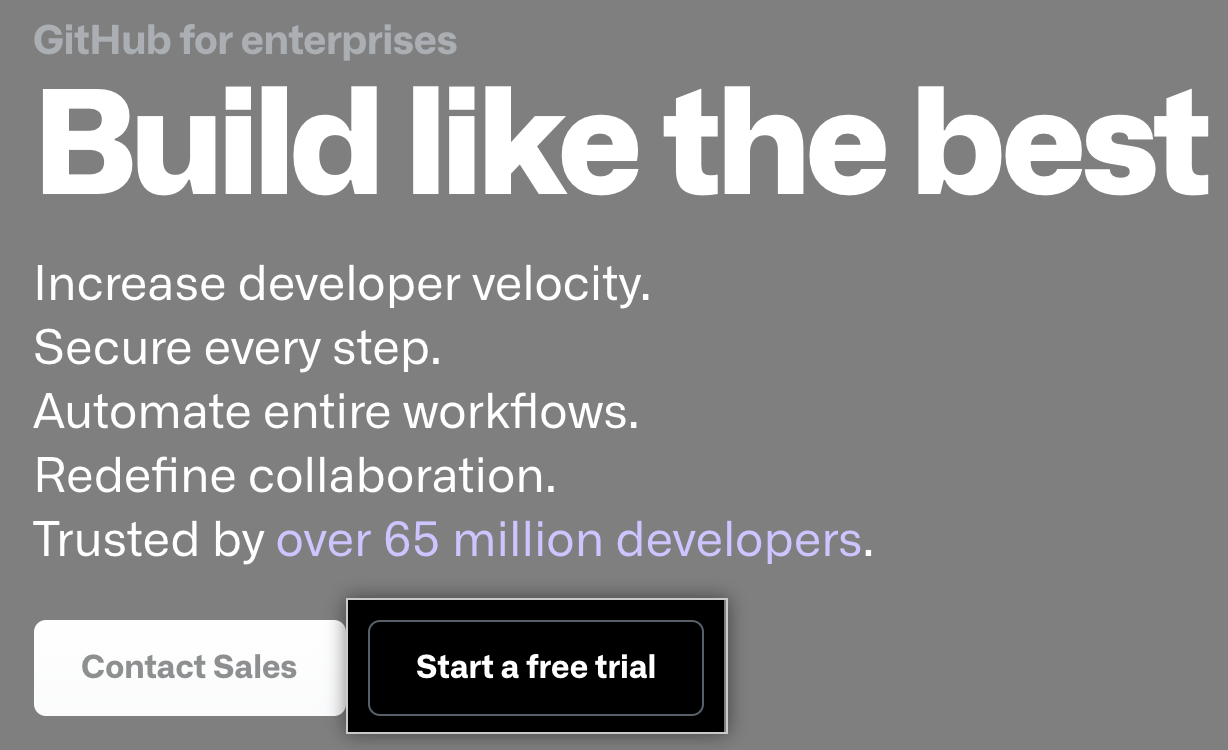 GitHub for enterprises
Build like the best
Increase developer velocity.
Secure every step.
Automate entire workflows.
Redefine collaboration.
Trusted by over 65 million developers.
Contact Sales
Start a free trial